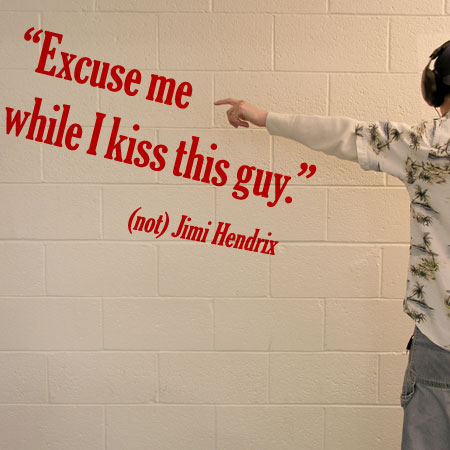 “Excuse me
while I kiss this guy.”
(not) Jimi Hendrix